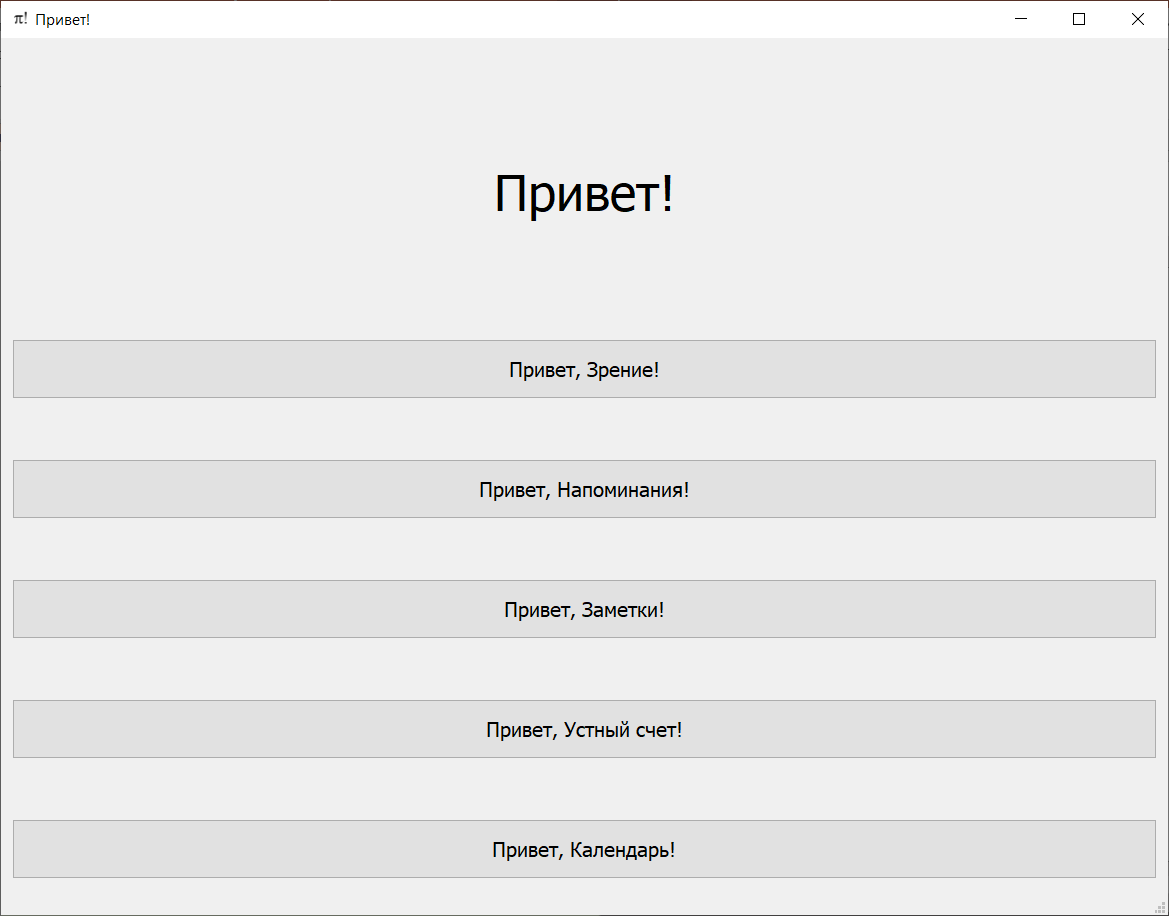 π! Привет!
Привет!
Привет, Зрение!
Привет, Напоминания!
Привет, Заметки!
Привет, Устный счет!
Привет, Календарь!